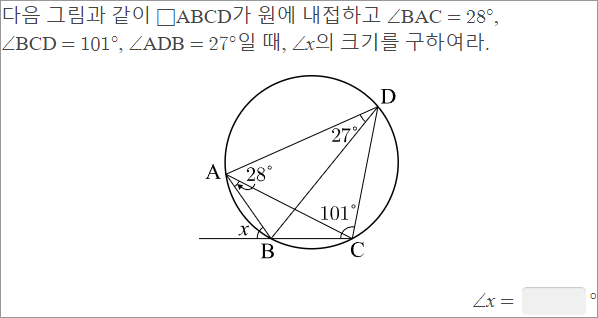 다음 그림과 같이 □ABCD가 원에 내접하고 ∠BAC = 28°,
∠BCD = 101°, ∠ADB = 27°일 때, ∠x의 크기를 구하여라.
D
27°
A
28°
101°
x
B
C
∠x = °